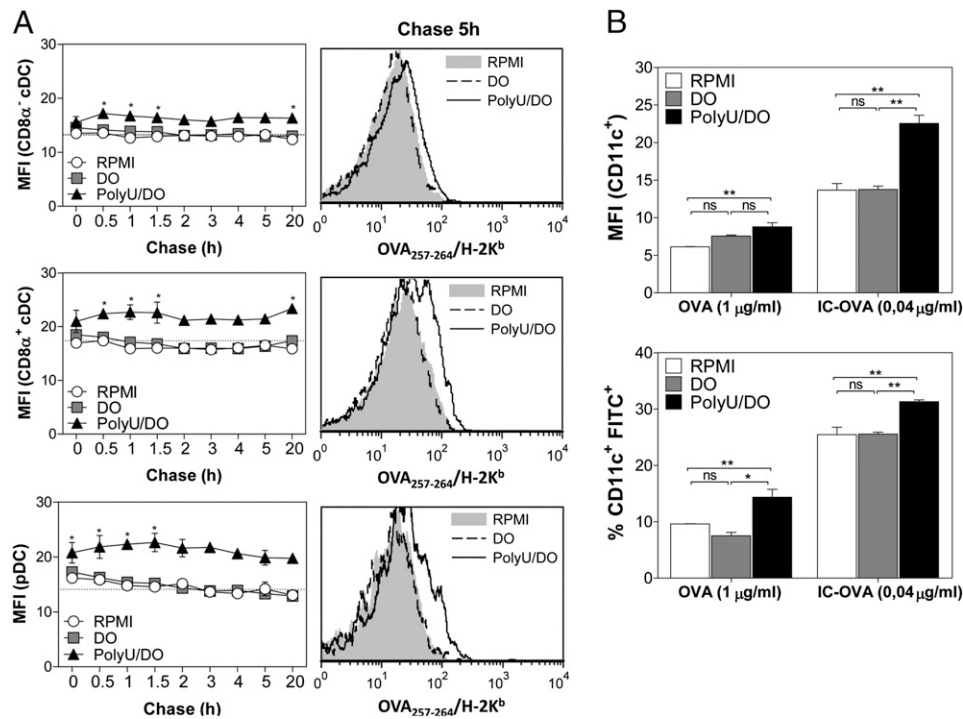 A
Chase 5h
MFI (CD8α⁻ cDC)
30
20
10
0
* * * * *
RPMI
DO
PolyU/DO
0 0.5 1 1.5 2 3 4 5 20
Chase (h)
RPMI
DO
PolyU/DO
0 10¹ 10² 10³ 10⁴
OVA₂₅₇₋₂₆₄/H-2Kᵇ
MFI (CD8α⁺ cDC)
30
20
10
0
* * * *
RPMI
DO
PolyU/DO
0 0.5 1 1.5 2 3 4 5 20
Chase (h)
RPMI
DO
PolyU/DO
0 10¹ 10² 10³ 10⁴
OVA₂₅₇₋₂₆₄/H-2Kᵇ
MFI (pDC)
30
20
10
0
* * * *
RPMI
DO
PolyU/DO
0 0.5 1 1.5 2 3 4 5 20
Chase (h)
RPMI
DO
PolyU/DO
0 10¹ 10² 10³ 10⁴
OVA₂₅₇₋₂₆₄/H-2Kᵇ
B
MFI (CD11c⁺)
30
25
20
15
10
5
0
RPMI
DO
PolyU/DO
**
ns **
**
ns ns
OVA (1 µg/ml) IC-OVA (0,04µg/ml)
% CD11c⁺ FITC⁺
40
30
20
10
0
RPMI
DO
PolyU/DO
**
ns **
**
ns *
OVA (1 µg/ml) IC-OVA (0,04µg/ml)